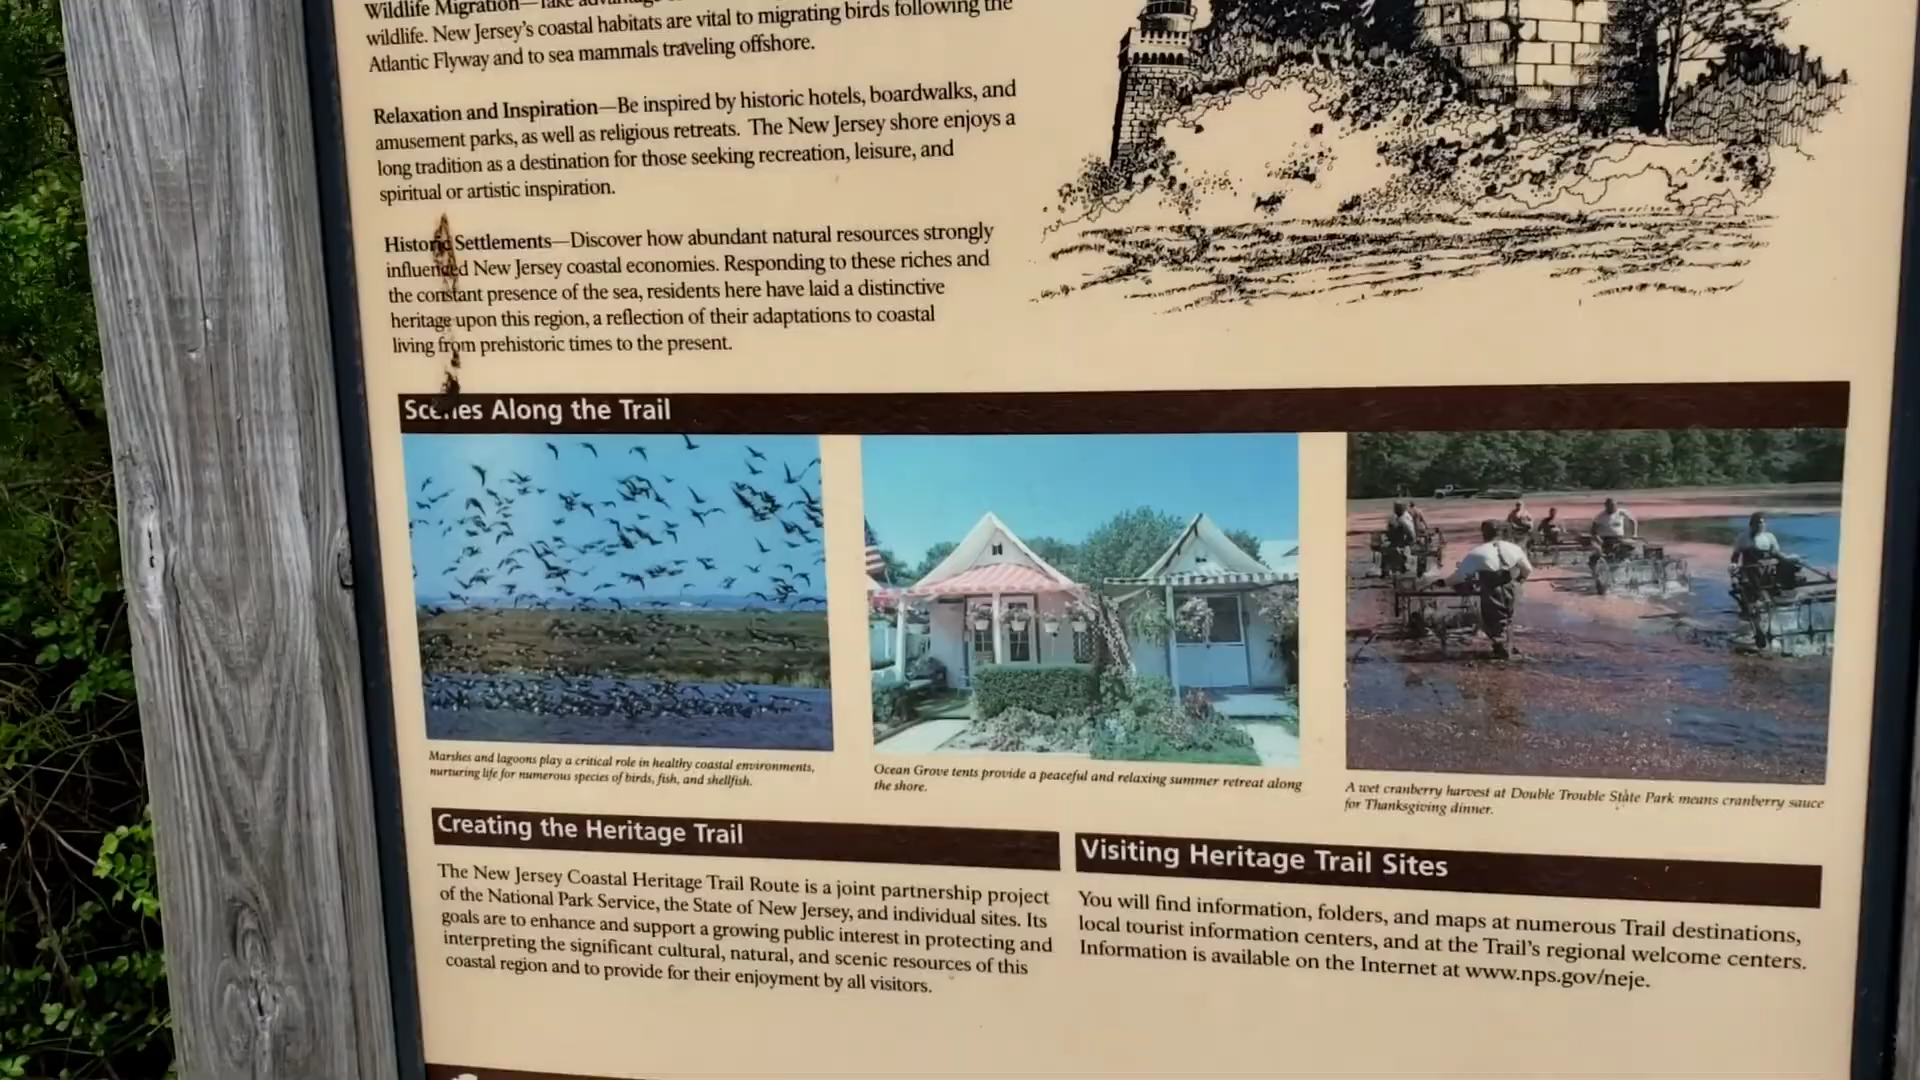 Wildlife Migration—Take advantage
wildlife. New Jersey's coastal habitats are vital to migrating birds following the
Atlantic Flyway and to sea mammals traveling offshore.
Relaxation and Inspiration—Be inspired by historic hotels, boardwalks, and
amusement parks, as well as religious retreats. The New Jersey shore enjoys a
long tradition as a destination for those seeking recreation, leisure, and
spiritual or artistic inspiration.
Historic Settlements—Discover how abundant natural resources strongly
influenced New Jersey coastal economies. Responding to these riches and
the constant presence of the sea, residents here have laid a distinctive
heritage upon this region, a reflection of their adaptations to coastal
living from prehistoric times to the present.
Scenes Along the Trail
Marshes and lagoons play a critical role in healthy coastal environments,
nurturing life for numerous species of birds, fish, and shellfish.
Ocean Grove tents provide a peaceful and relaxing summer retreat along
the shore.
A wet cranberry harvest at Double Trouble State Park means cranberry sauce
for Thanksgiving dinner.
Creating the Heritage Trail
The New Jersey Coastal Heritage Trail Route is a joint partnership project
of the National Park Service, the State of New Jersey, and individual sites. Its
goals are to enhance and support a growing public interest in protecting and
interpreting the significant cultural, natural, and scenic resources of this
coastal region and to provide for their enjoyment by all visitors.
Visiting Heritage Trail Sites
You will find information, folders, and maps at numerous Trail destinations,
local tourist information centers, and at the Trail's regional welcome centers.
Information is available on the Internet at www.nps.gov/neje.